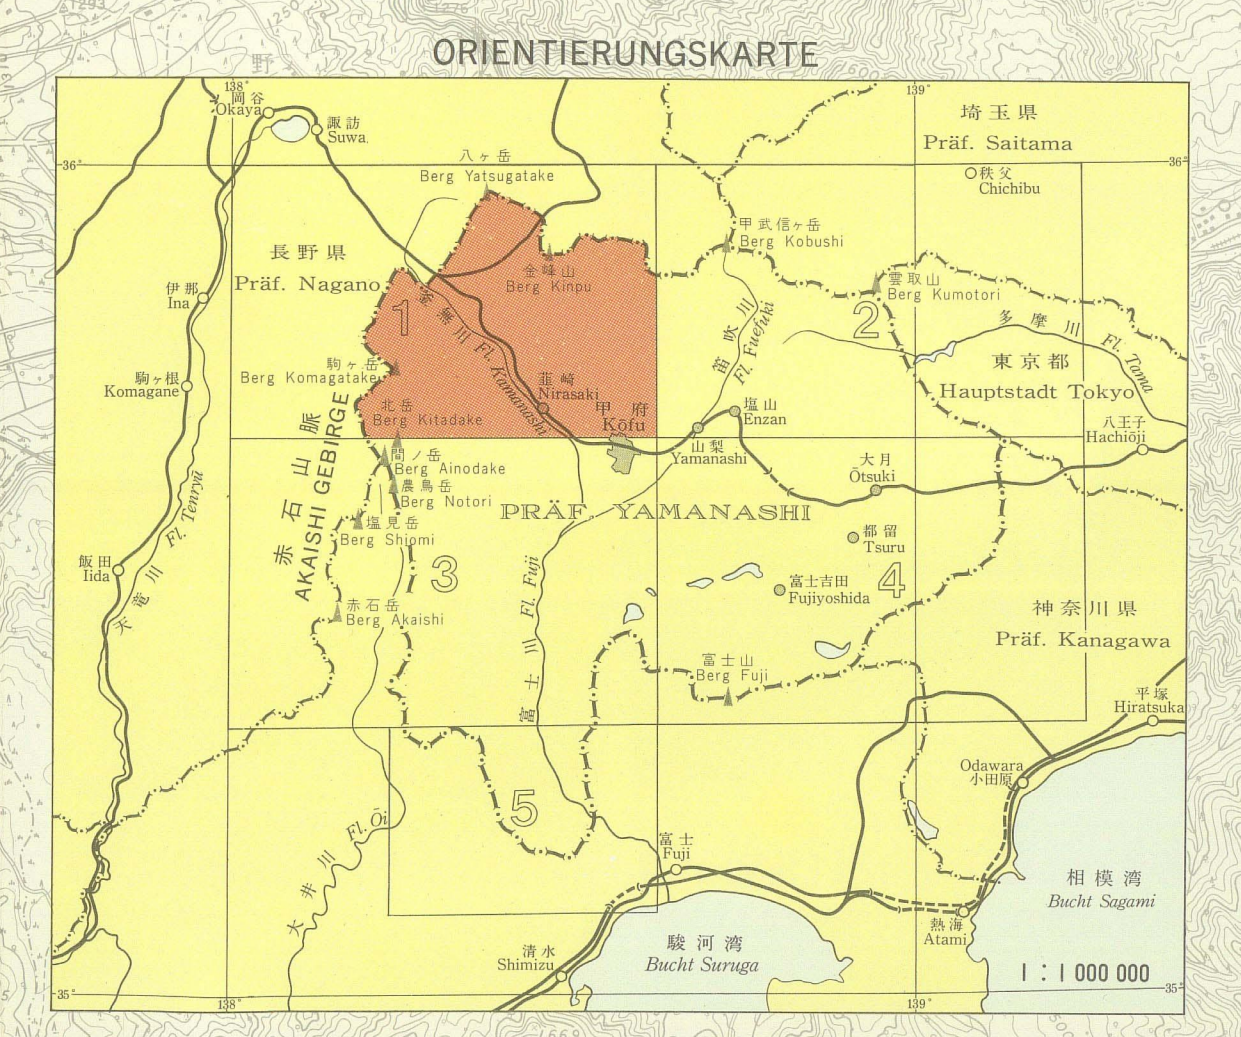 ORIENTIERUNGSKARTE
138°
139°
岡谷
Okaya
諏訪
Suwa
埼玉県
Präf. Saitama
36°
36°
八ヶ岳
Berg Yatsugatake
秩父
Chichibu
甲武信ヶ岳
Berg Kobushi
長野県
Präf. Nagano
金峰山
Berg Kinpu
雲取山
Berg Kumotori
伊那
Ina
1
釜無川
Fl. Kamanashi
笛吹川
Fl. Fuefuki
2
多摩川
Fl. Tama
東京都
Hauptstadt Tokyo
駒ヶ岳
Berg Komagatake
駒ヶ根
Komagane
韮崎
Nirasaki
北岳
Berg Kitadake
甲府
Kōfu
塩山
Enzan
八王子
Hachiōji
山梨
Yamanashi
間ノ岳
Berg Ainodake
大月
Ōtsuki
農鳥岳
Berg Notori
赤石山脈
AKAISHI GEBIRGE
PRÄF. YAMANASHI
塩見岳
Berg Shiomi
都留
Tsuru
飯田
Iida
天竜川
Fl. Tenryū
3
富士川
Fl. Fuji
富士吉田
Fujiyoshida
4
赤石岳
Berg Akaishi
神奈川県
Präf. Kanagawa
富士山
Berg Fuji
平塚
Hiratsuka
Odawara
小田原
5
大井川
Fl. Ōi
富士
Fuji
相模湾
Bucht Sagami
熱海
Atami
駿河湾
Bucht Suruga
清水
Shimizu
1:1 000 000
35°
35°
138°
139°